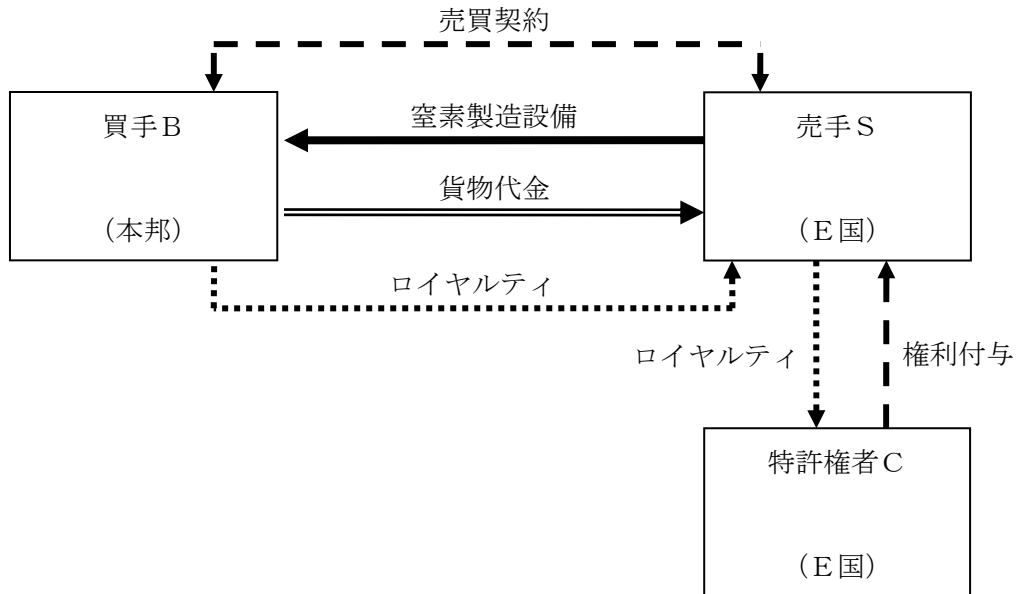 売買契約
買手B
窒素製造設備
売手S
貨物代金
（本邦）
（E国）
ロイヤルティ
ロイヤルティ
権利付与
特許権者C
（E国）